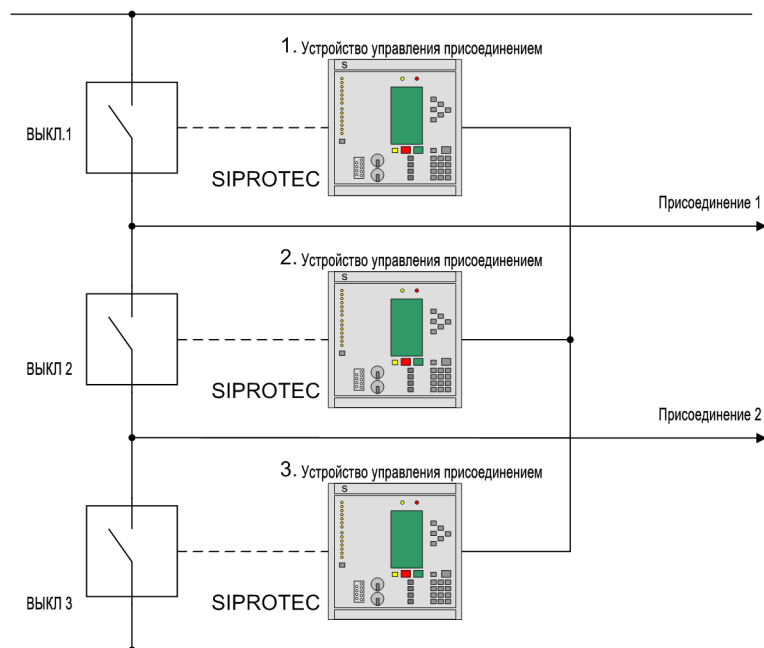 1. Устройство управления присоединением
S
ВЫКЛ.1
SIPROTEC
Присоединение 1
2. Устройство управления присоединением
S
ВЫКЛ 2
SIPROTEC
Присоединение 2
3. Устройство управления присоединением
S
ВЫКЛ 3
SIPROTEC